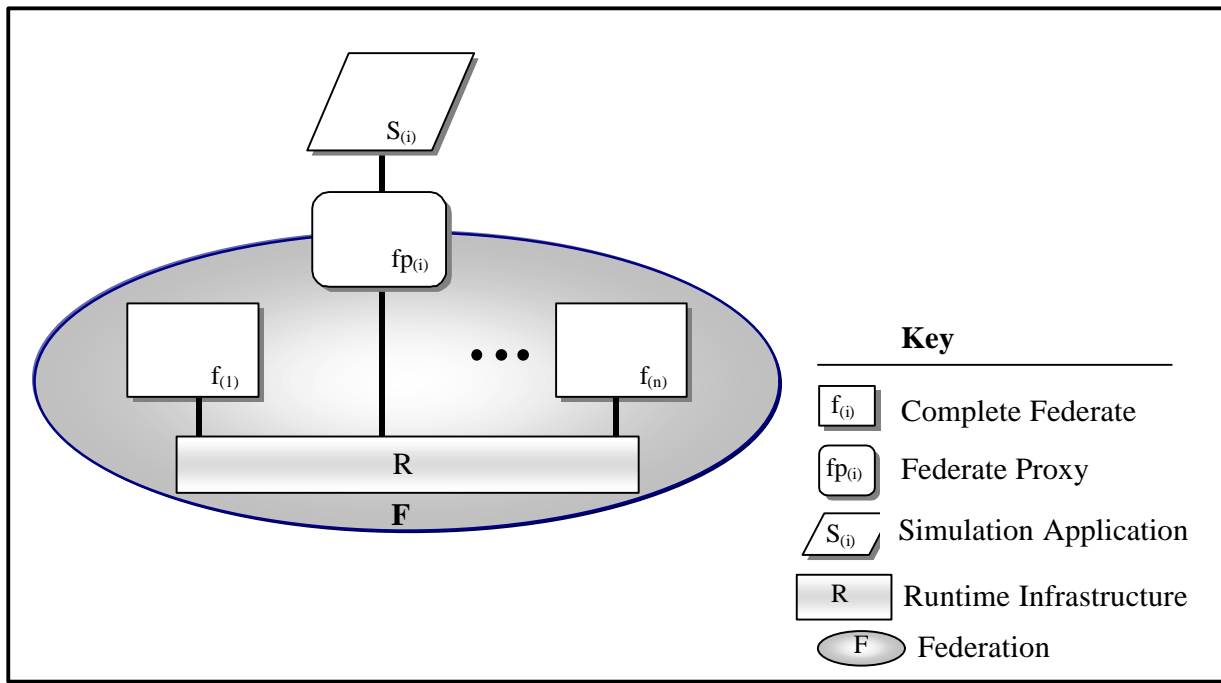 S(i)
fp(i)
f(1)
f(n)
R
F
Key
f(i) Complete Federate
fp(i) Federate Proxy
S(i) Simulation Application
R Runtime Infrastructure
F Federation